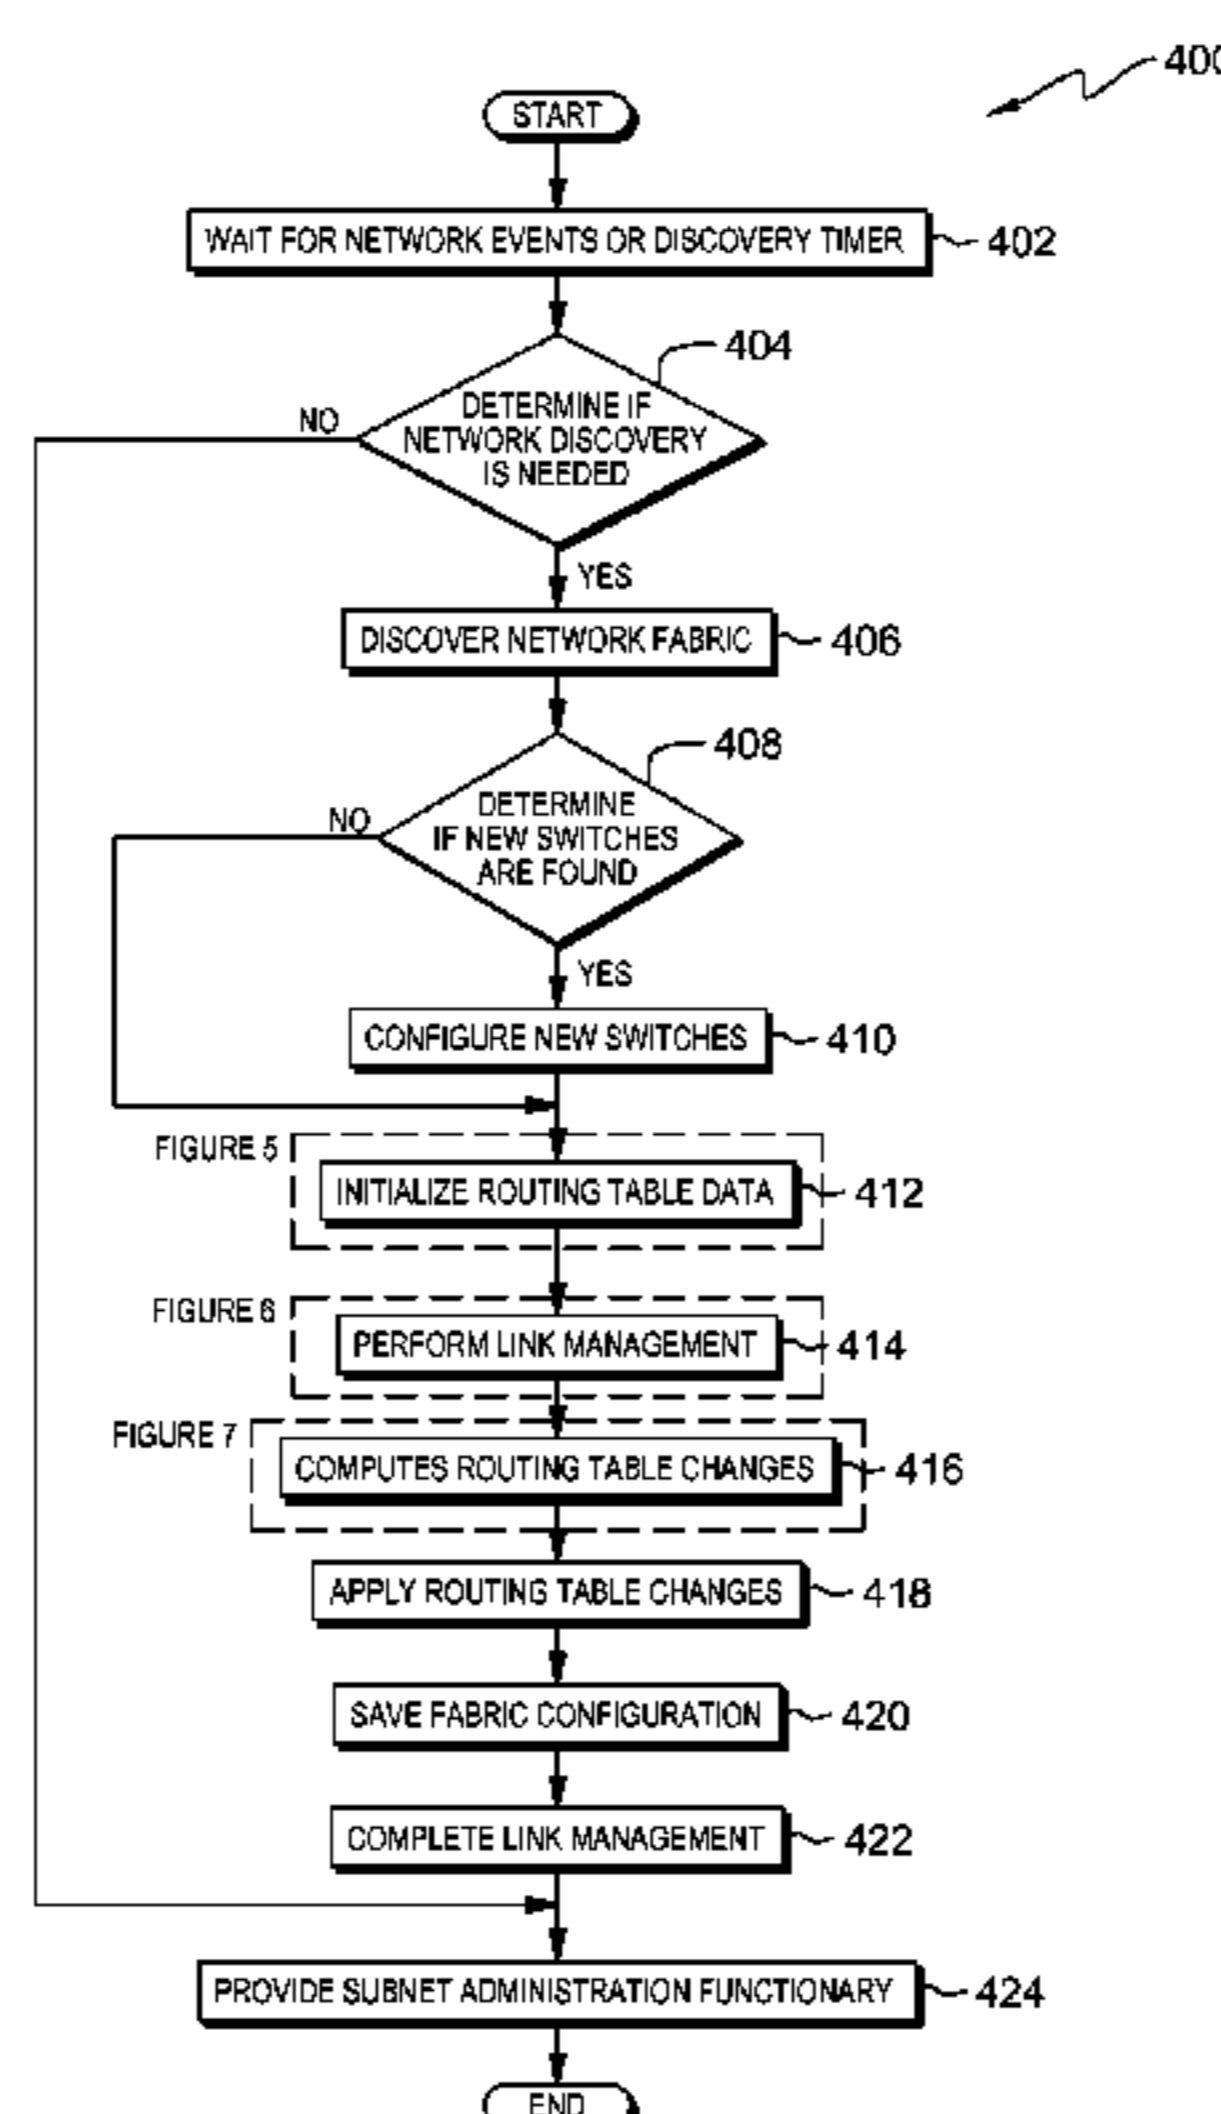 400
START
WAIT FOR NETWORK EVENTS OR DISCOVERY TIMER
402
404
DETERMINE IF
NETWORK DISCOVERY
IS NEEDED
NO
YES
DISCOVER NETWORK FABRIC
406
408
DETERMINE
IF NEW SWITCHES
ARE FOUND
NO
YES
CONFIGURE NEW SWITCHES
410
FIGURE 5
INITIALIZE ROUTING TABLE DATA
412
FIGURE 6
PERFORM LINK MANAGEMENT
414
FIGURE 7
COMPUTES ROUTING TABLE CHANGES
416
APPLY ROUTING TABLE CHANGES
418
SAVE FABRIC CONFIGURATION
420
COMPLETE LINK MANAGEMENT
422
PROVIDE SUBNET ADMINISTRATION FUNCTIONARY
424
END